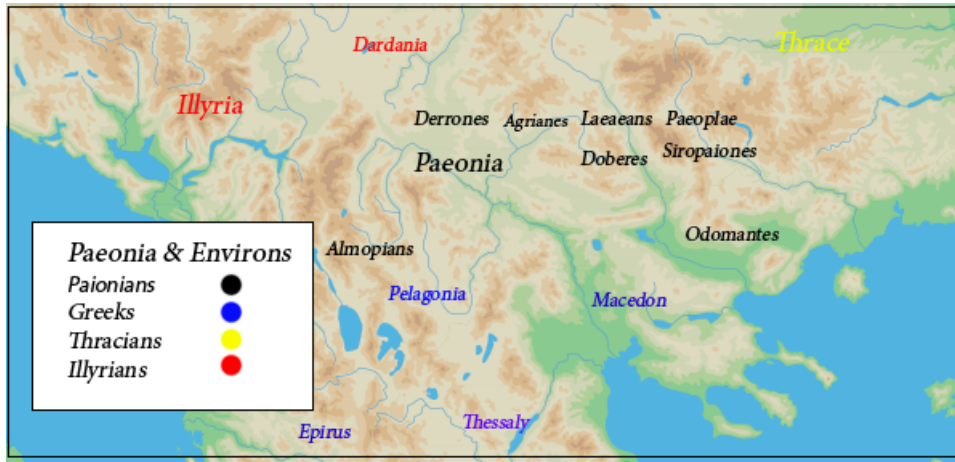 Dardania
Thrace
Illyria
Derrones
Agrianes
Laeaeans
Paeoplae
Paeonia
Doberes
Siropaiones
Almopians
Odomantes
Pelagonia
Macedon
Paeonia & Environs
Paionians
Greeks
Thracians
Illyrians
Epirus
Thessaly